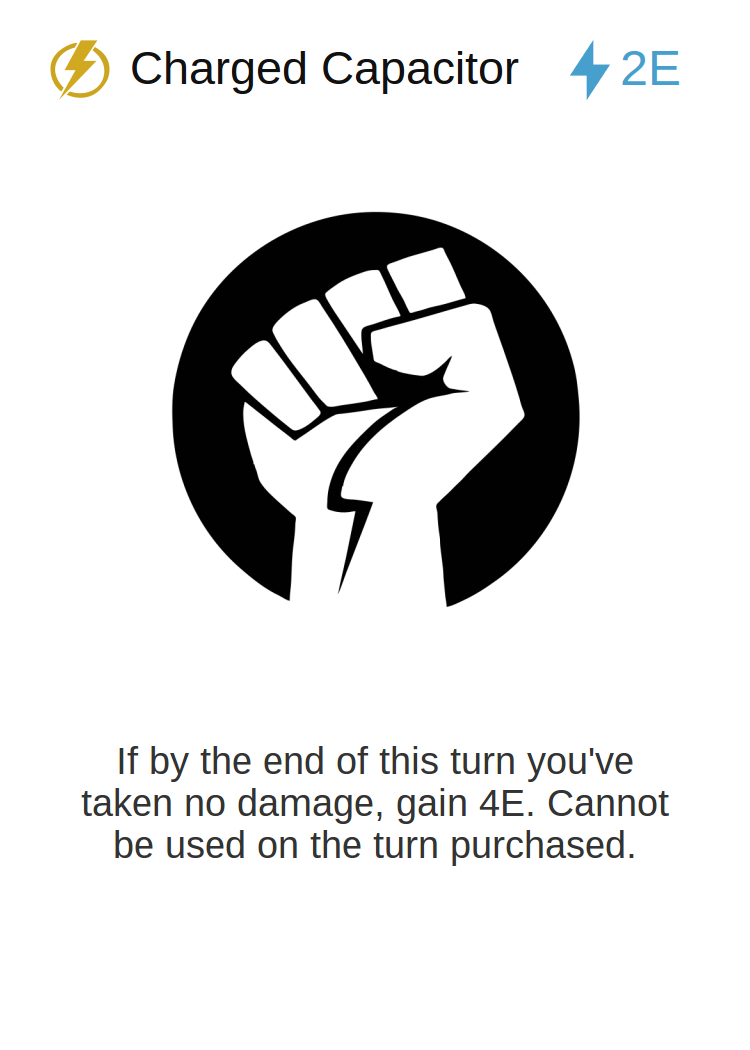 Charged Capacitor 2E
If by the end of this turn you've
taken no damage, gain 4E. Cannot
be used on the turn purchased.